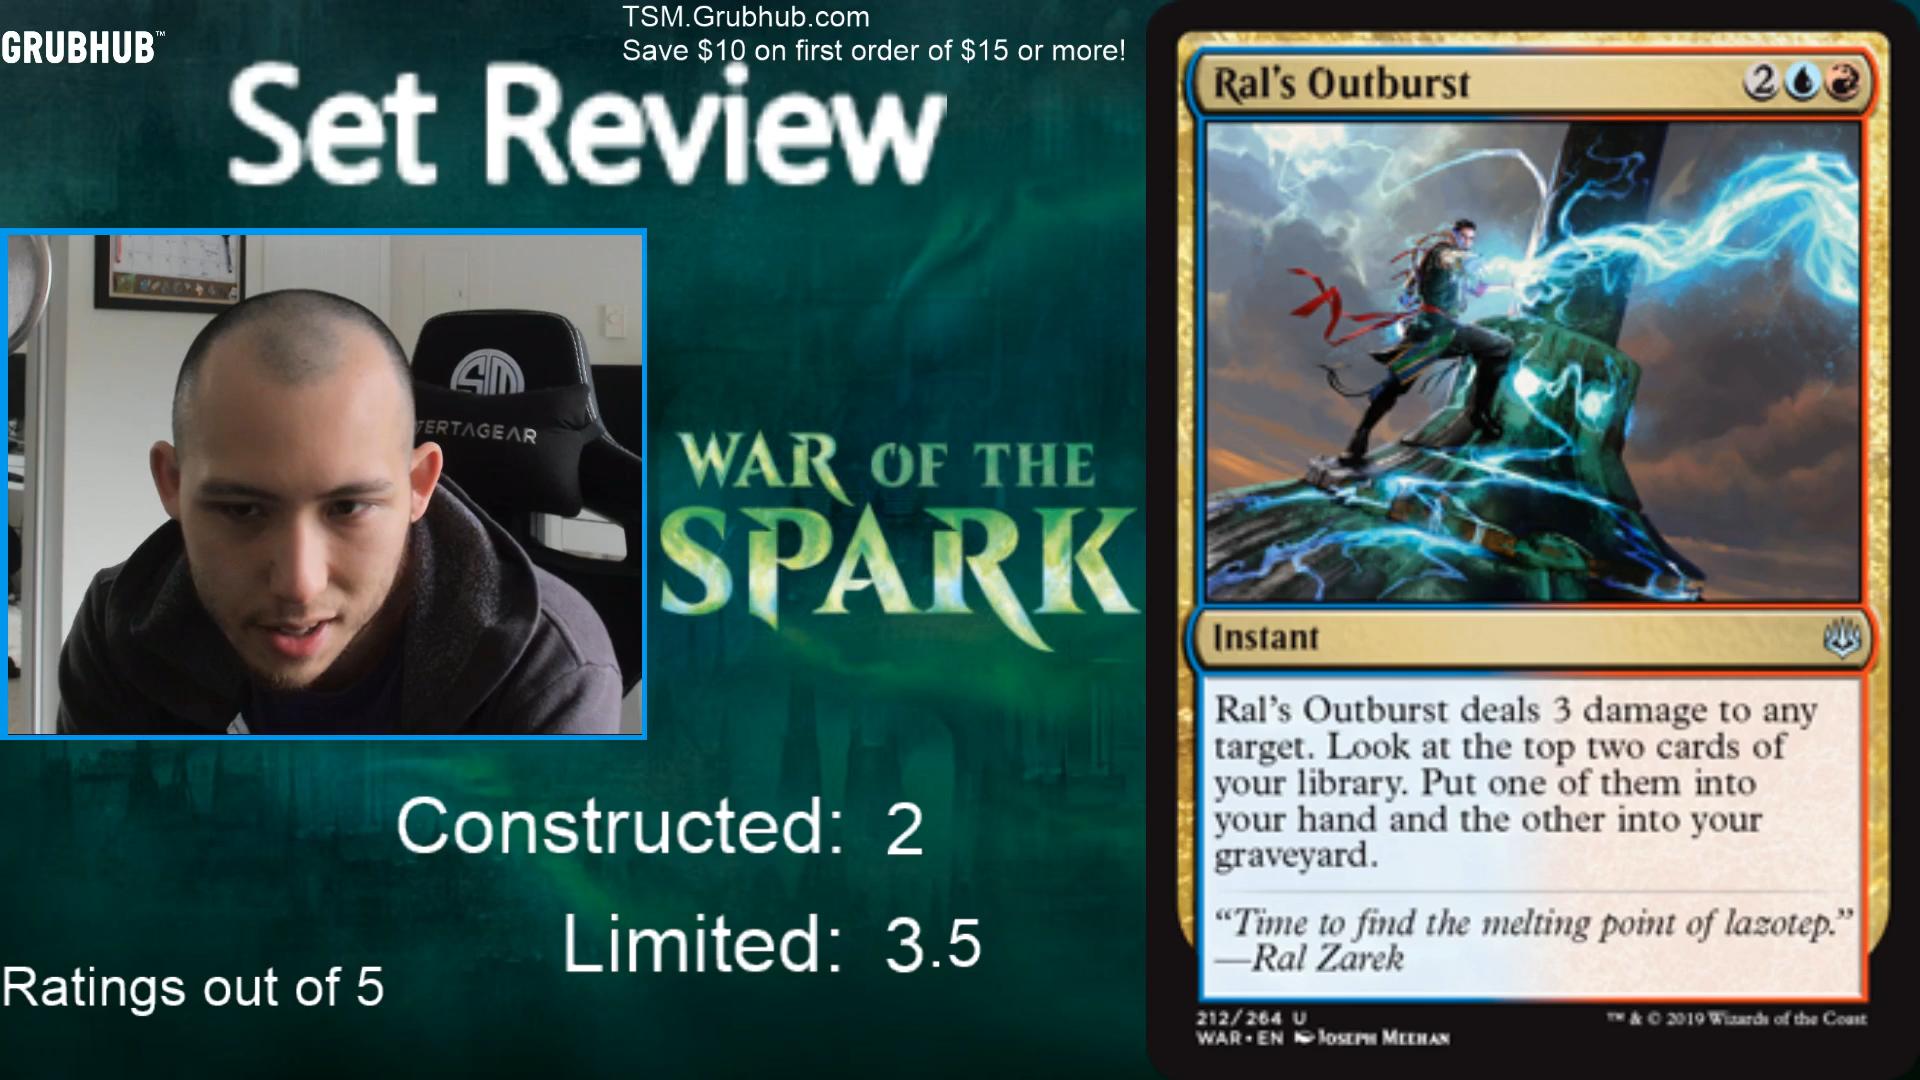 GRUBHUB™
TSM.Grubhub.com
Save $10 on first order of $15 or more!
Set Review
TSM
VERTAGEAR
WAR OF THE
SPARK
Constructed: 2
Limited: 3.5
Ratings out of 5
Ral's Outburst 2
Instant
Ral's Outburst deals 3 damage to any
target. Look at the top two cards of
your library. Put one of them into
your hand and the other into your
graveyard.
“Time to find the melting point of lazotep.”
—Ral Zarek
212/264 U
WAR • EN Joseph Meehan
™ & © 2019 Wizards of the Coast